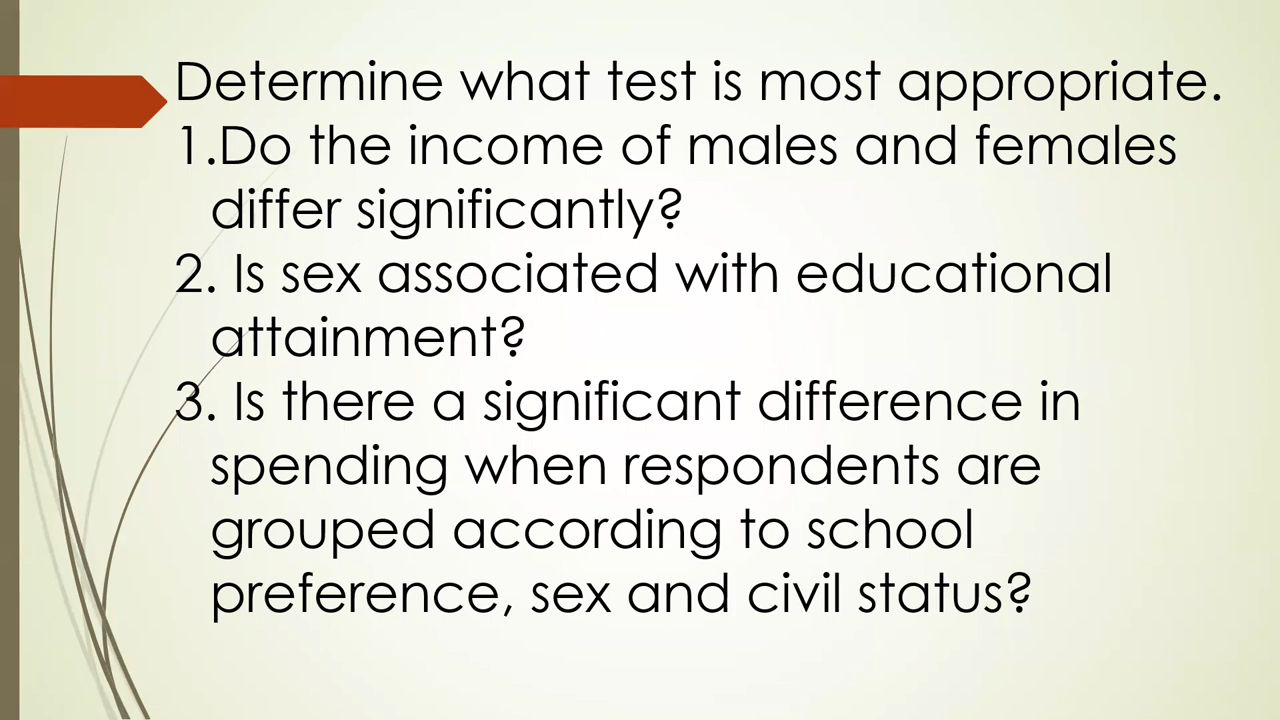 Determine what test is most appropriate.
1.Do the income of males and females
differ significantly?
2. Is sex associated with educational
attainment?
3. Is there a significant difference in
spending when respondents are
grouped according to school
preference, sex and civil status?